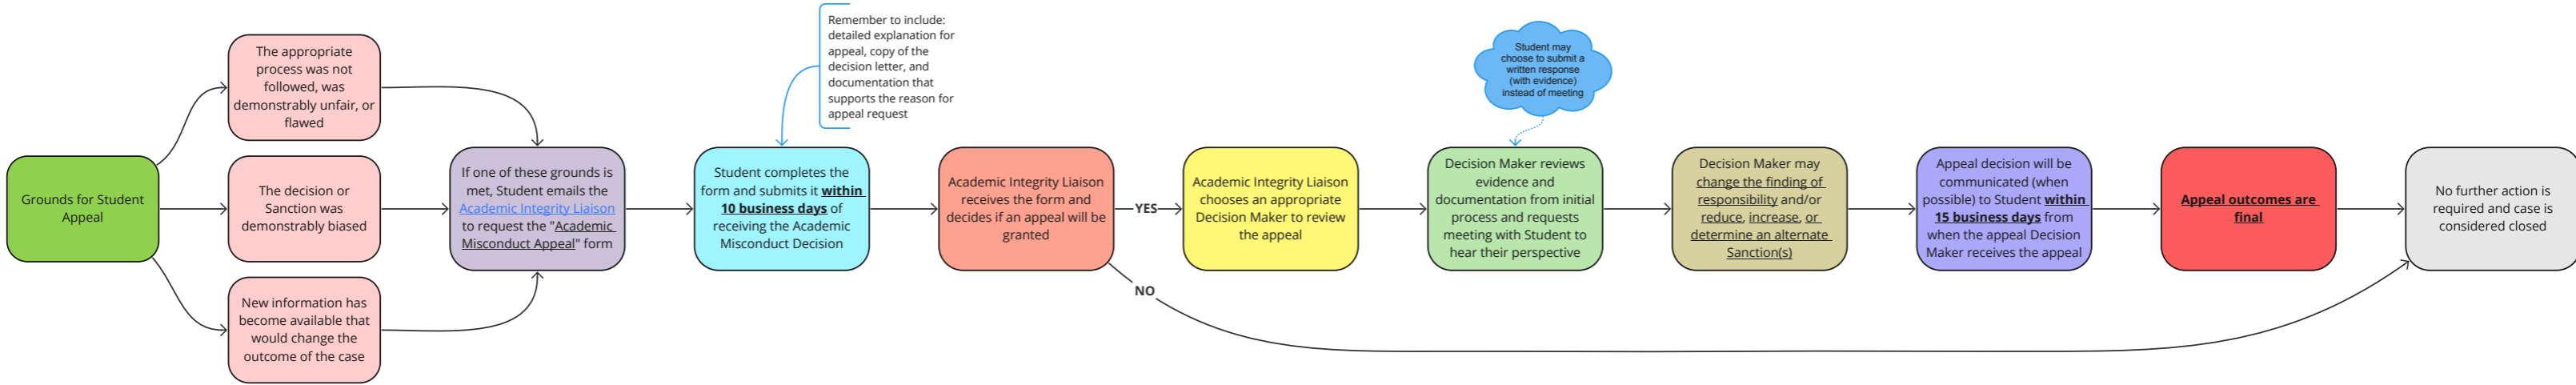 Grounds for Student
Appeal
The appropriate
process was not
followed, was
demonstrably unfair, or
flawed
The decision or
Sanction was
demonstrably biased
New information has
become available that
would change the
outcome of the case
If one of these grounds is
met, Student emails the
Academic Integrity Liaison
to request the "Academic
Misconduct Appeal" form
Remember to include:
detailed explanation for
appeal, copy of the
decision letter, and
documentation that
supports the reason for
appeal request
Student completes the
form and submits it within
10 business days of
receiving the Academic
Misconduct Decision
Academic Integrity Liaison
receives the form and
decides if an appeal will be
granted
YES
NO
Academic Integrity Liaison
chooses an appropriate
Decision Maker to review
the appeal
Student may
choose to submit a
written response
(with evidence)
instead of meeting
Decision Maker reviews
evidence and
documentation from initial
process and requests
meeting with Student to
hear their perspective
Decision Maker may
change the finding of
responsibility and/or
reduce, increase, or
determine an alternate
Sanction(s)
Appeal decision will be
communicated (when
possible) to Student within
15 business days from
when the appeal Decision
Maker receives the appeal
Appeal outcomes are
final
No further action is
required and case is
considered closed